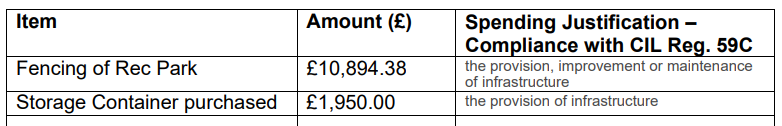 Item Amount (£) Spending Justification –
Compliance with CIL Reg. 59C
Fencing of Rec Park £10,894.38 the provision, improvement or maintenance
of infrastructure
Storage Container purchased £1,950.00 the provision of infrastructure